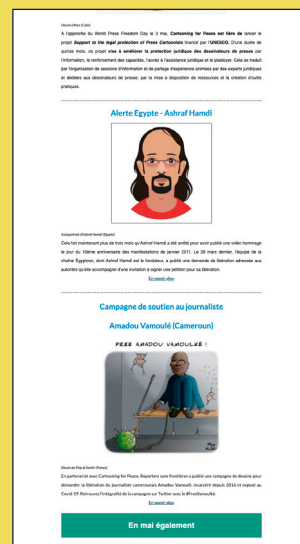 Dessin d'Ares (Cuba)
A l'approche du World Press Freedom Day le 3 mai, Cartooning for Peace est fière de lancer le
projet Support to the legal protection of Press Cartoonists financé par l'UNESCO. D'une durée de
quinze mois, ce projet vise à améliorer la protection juridique des dessinateurs de presse par
l'information, le renforcement des capacités, l'accès à l'assistance juridique et le plaidoyer. Cela se traduit
par l'organisation de sessions d'information et de partage d'expérience animées par des experts juridiques
et dédiées aux dessinateurs de presse, par la mise à disposition de ressources et la création d'outils
pratiques.
Alerte Egypte - Ashraf Hamdi
Autoportrait d'Ashraf Hamdi (Egypte)
Cela fait maintenant plus de trois mois qu'Ashraf Hamdi a été arrêté pour avoir publié une vidéo hommage
le jour du 10ème anniversaire des manifestations de janvier 2011. Le 28 mars dernier, l'équipe de la
chaîne Egyptoon, dont Ashraf Hamdi est le fondateur, a publié une demande de libération adressée aux
autorités qu'elle accompagne d'une invitation à signer une pétition pour sa libération.
En savoir plus
Campagne de soutien au journaliste
Amadou Vamoulké (Cameroun)
FREE AMADOU VAMOULKÉ !
Dessin de Plop & KanKr (France)
En partenariat avec Cartooning for Peace, Reporters sans frontières a publié une campagne de dessins pour
demander la libération du journaliste camerounais Amadou Vamoulé, incarcéré depuis 2016 et exposé au
Covid-19. Retrouvez l'intégralité de la campagne sur Twitter avec le #FreeVamoulké.
En savoir plus
En mai également